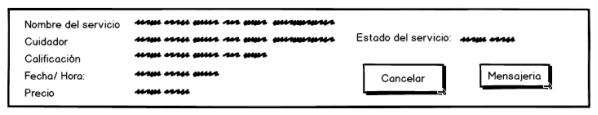 Nombre del servicio
Cuidador
Estado del servicio:
Calificación
Fecha/ Hora:
Cancelar
Mensajeria
Precio